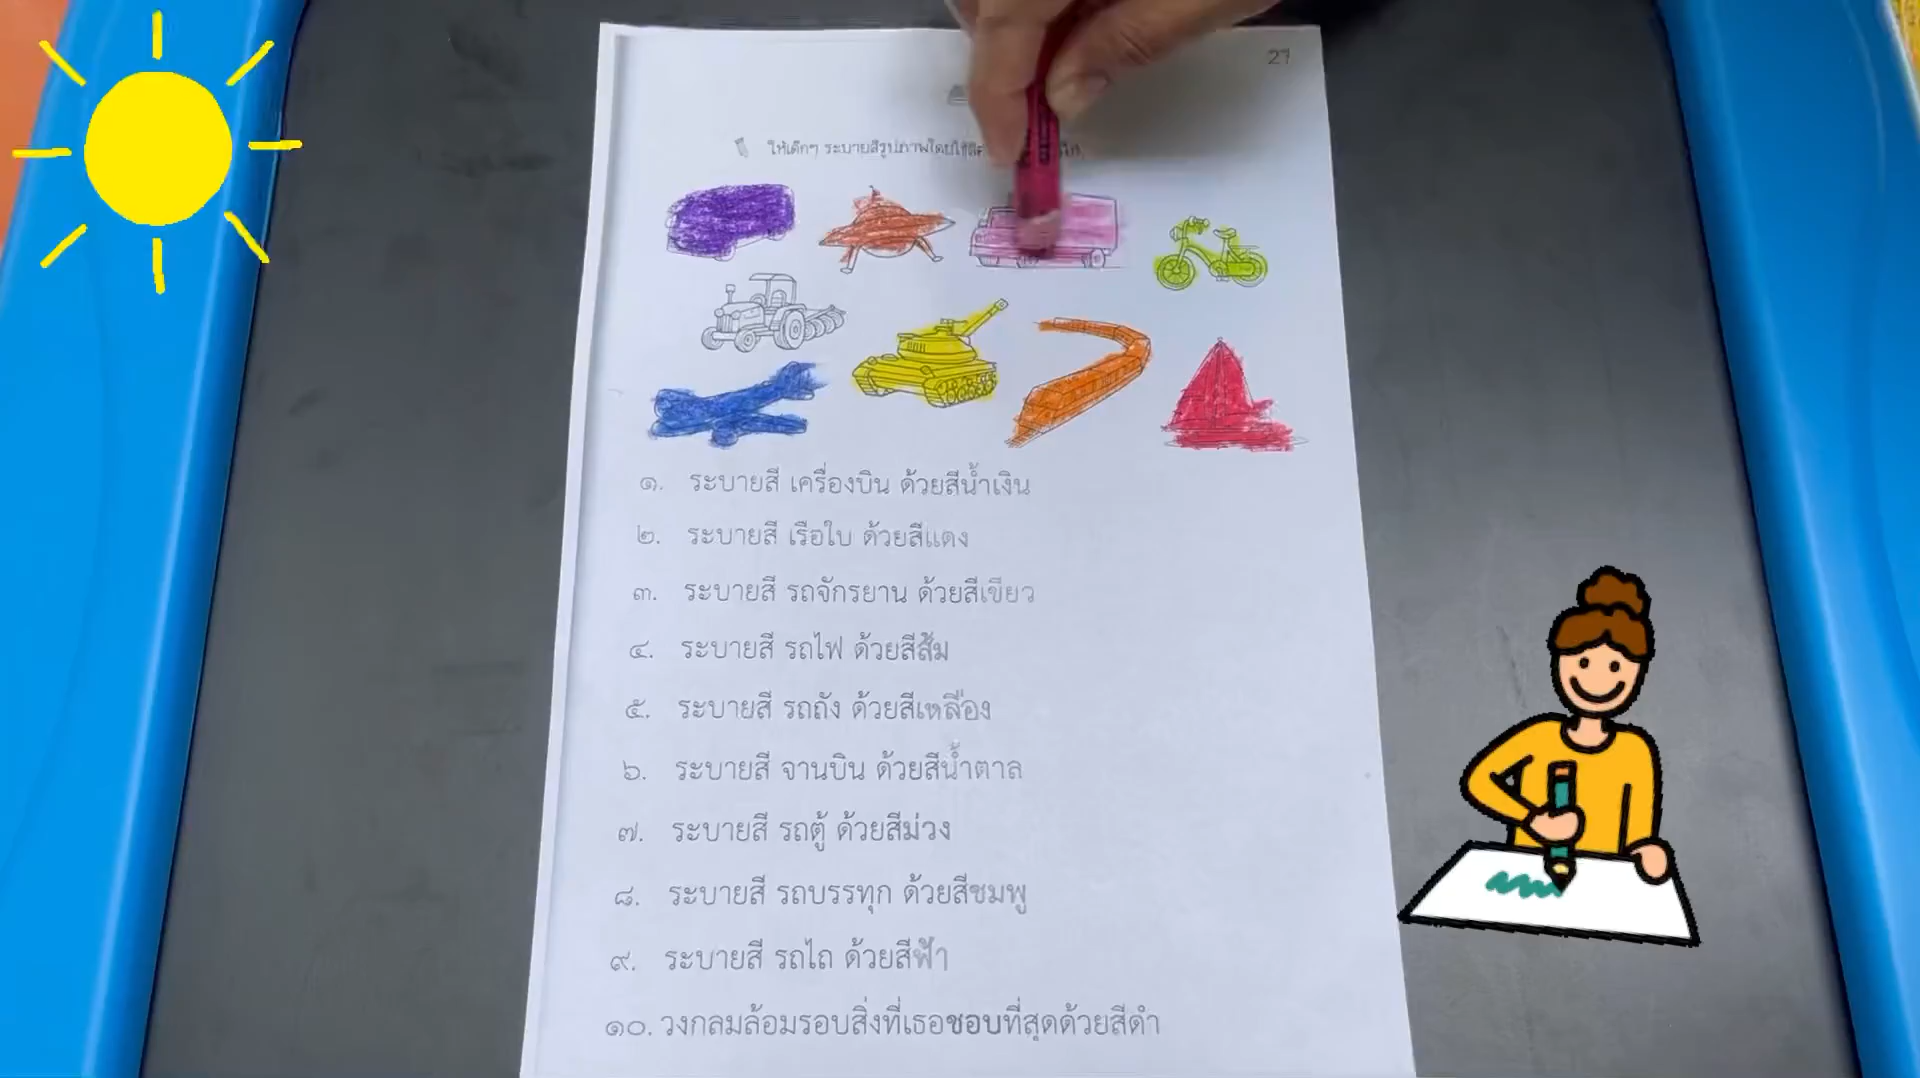 27
ให้เด็กๆ ระบายสีรูปภาพโดยใช้สี
๑. ระบายสี เครื่องบิน ด้วยสีน้ำเงิน
๒. ระบายสี เรือใบ ด้วยสีแดง
๓. ระบายสี รถจักรยาน ด้วยสีเขียว
๔. ระบายสี รถไฟ ด้วยสีส้ม
๕. ระบายสี รถถัง ด้วยสีเหลือง
๖. ระบายสี จานบิน ด้วยสีน้ำตาล
๗. ระบายสี รถตู้ ด้วยสีม่วง
๘. ระบายสี รถบรรทุก ด้วยสีชมพู
๙. ระบายสี รถไถ ด้วยสีฟ้า
๑๐. วงกลมล้อมรอบสิ่งที่เธอชอบที่สุดด้วยสีดำ